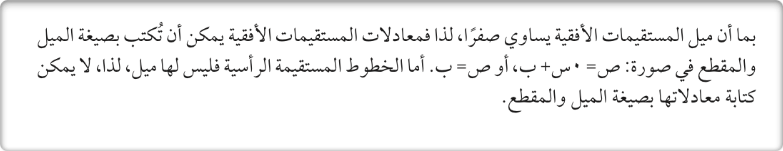 بما أن ميل المستقيمات الأفقية يساوي صفرًا، لذا فمعادلات المستقيمات الأفقية يمكن أن تُكتب بصيغة الميل
والمقطع في صورة: ص= ٠س+ ب، أو ص= ب. أما الخطوط المستقيمة الرأسية فليس لها ميل، لذا، لا يمكن
كتابة معادلاتها بصيغة الميل والمقطع.